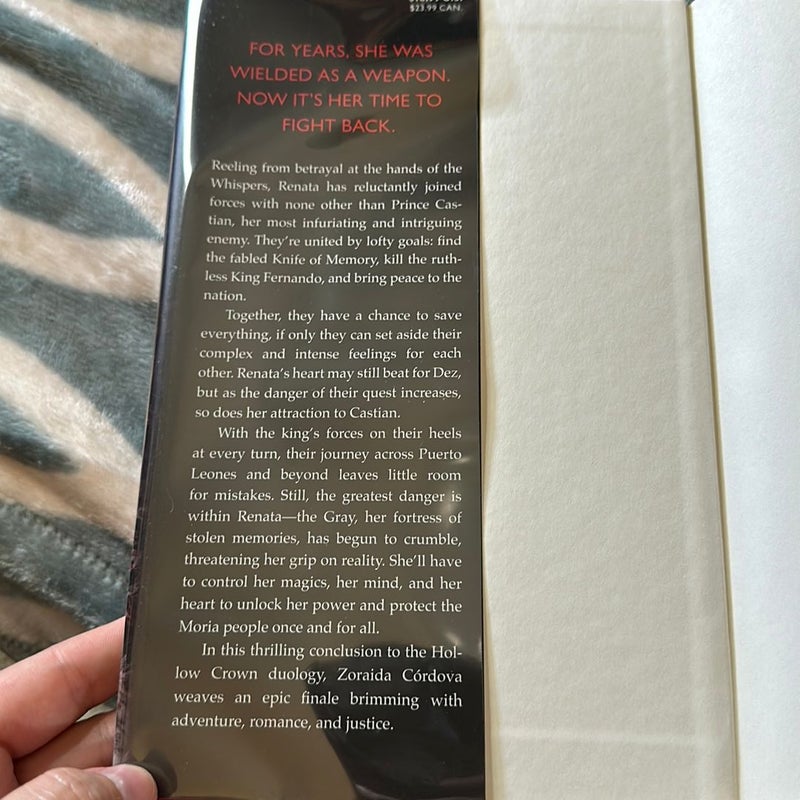 $23.99 CAN.
FOR YEARS, SHE WAS
WIELDED AS A WEAPON.
NOW IT'S HER TIME TO
FIGHT BACK.
Reeling from betrayal at the hands of the
Whispers, Renata has reluctantly joined
forces with none other than Prince Cas-
tian, her most infuriating and intriguing
enemy. They're united by lofty goals: find
the fabled Knife of Memory, kill the ruth-
less King Fernando, and bring peace to the
nation.
Together, they have a chance to save
everything, if only they can set aside their
complex and intense feelings for each
other. Renata's heart may still beat for Dez,
but as the danger of their quest increases,
so does her attraction to Castian.
With the king's forces on their heels
at every turn, their journey across Puerto
Leones and beyond leaves little room
for mistakes. Still, the greatest danger is
within Renata—the Gray, her fortress of
stolen memories, has begun to crumble,
threatening her grip on reality. She'll have
to control her magics, her mind, and her
heart to unlock her power and protect the
Moria people once and for all.
In this thrilling conclusion to the Hol-
low Crown duology, Zoraida Córdova
weaves an epic finale brimming with
adventure, romance, and justice.